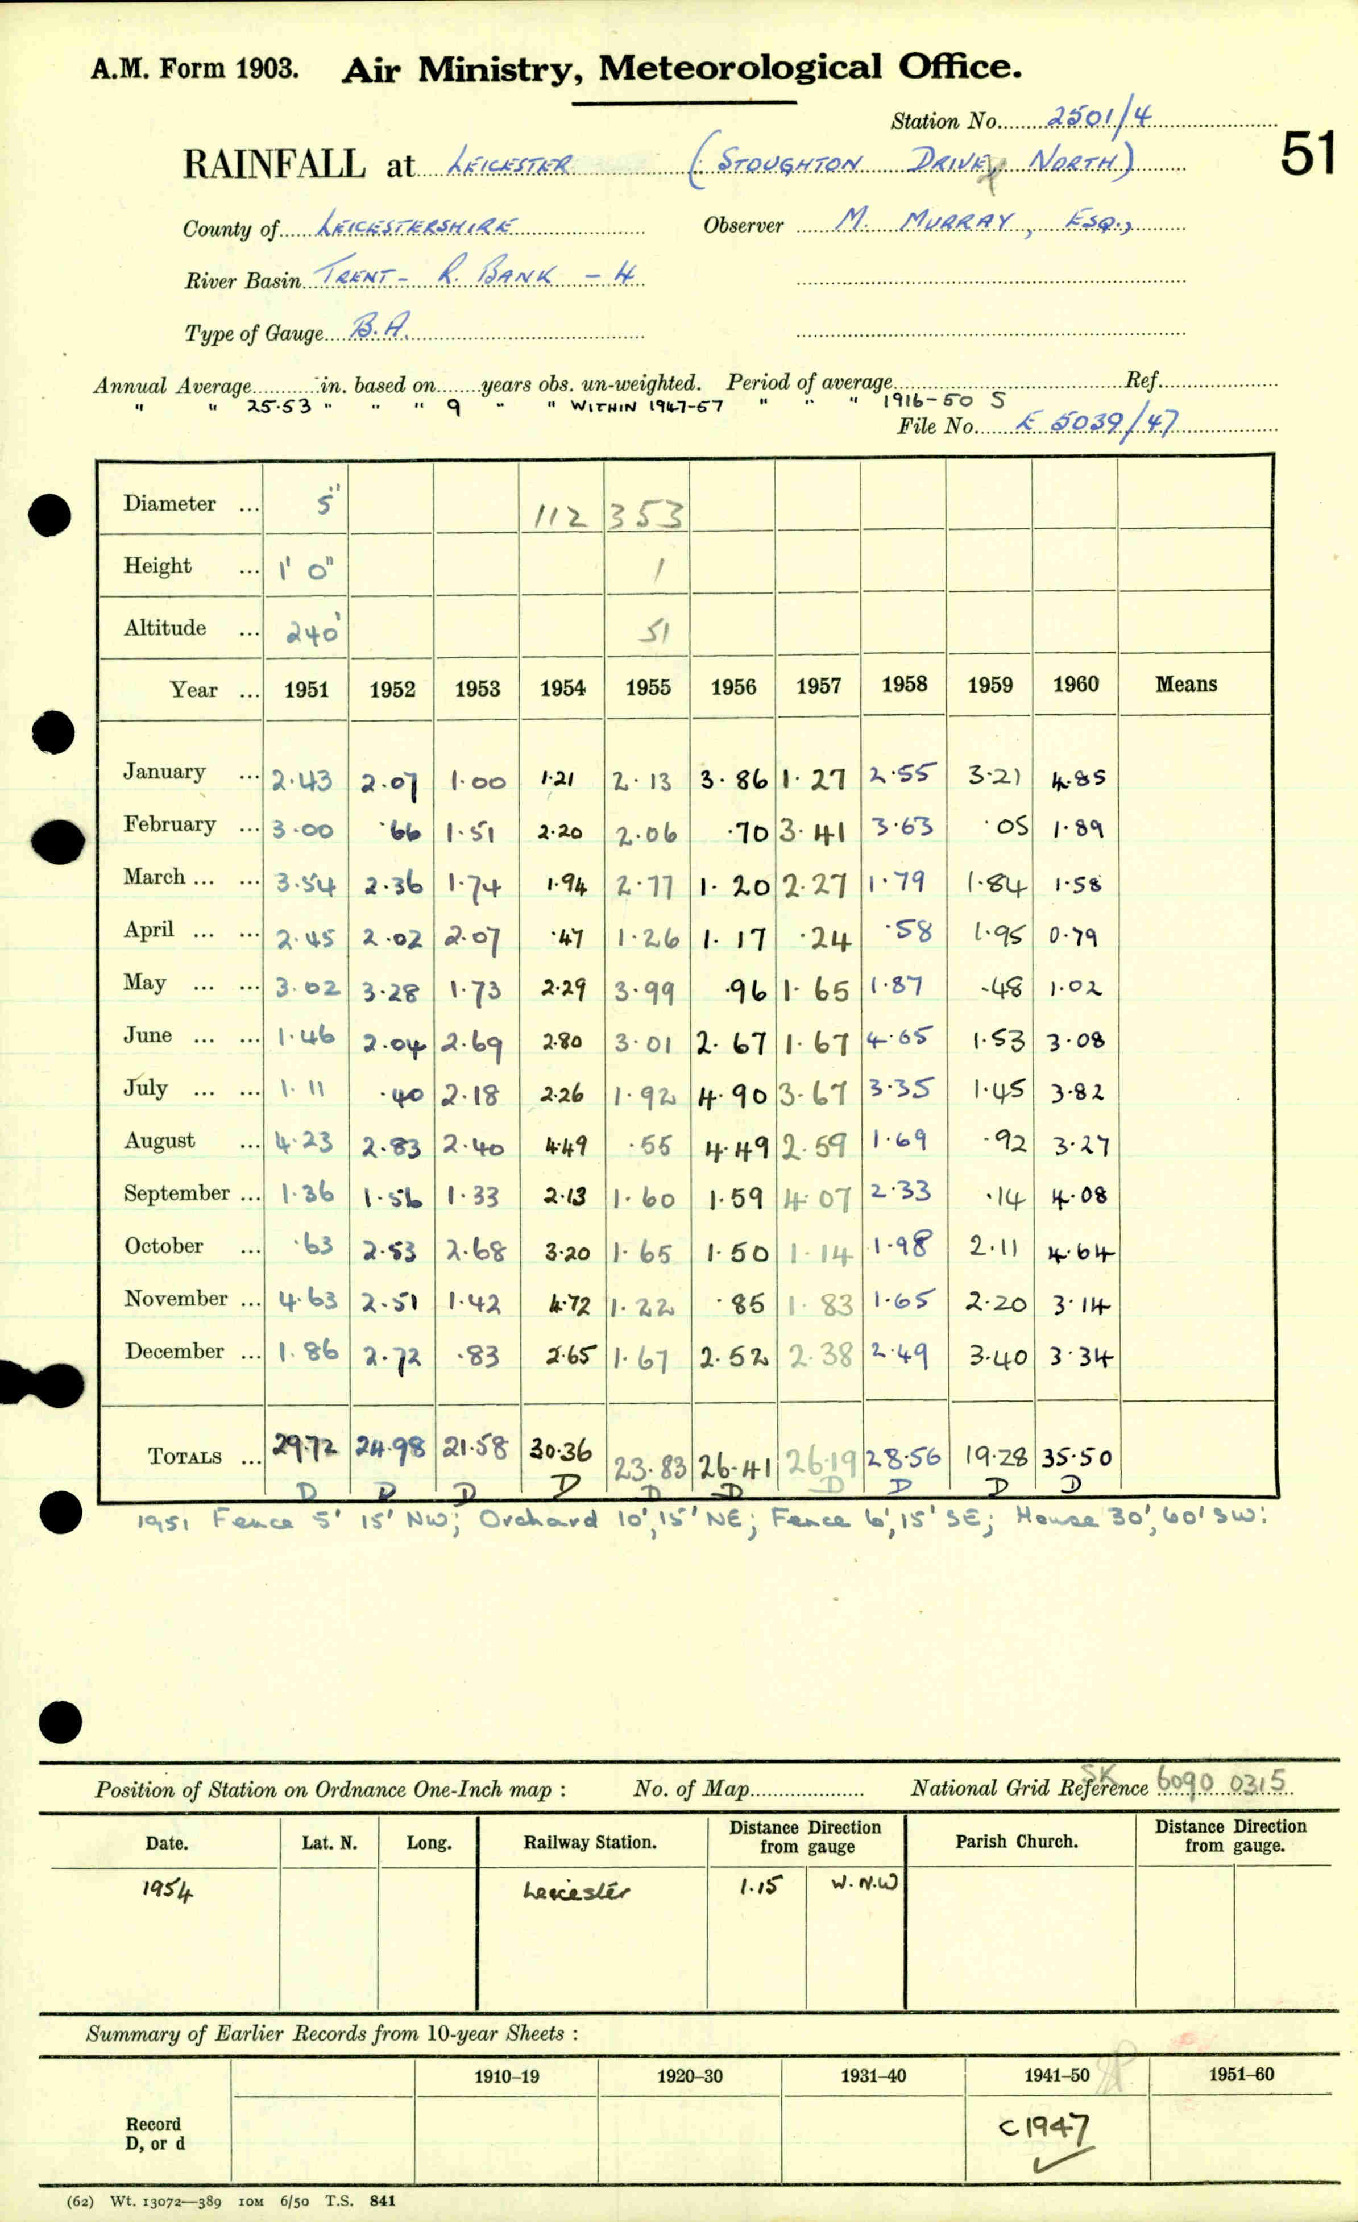 A.M. Form 1903. Air Ministry, Meteorological Office.
Station No. 2501/4
51
RAINFALL at LEICESTER (STOUGHTON DRIVE, NORTH)
County of LEICESTERSHIRE Observer M. MURRAY, ESQ.,
River Basin TRENT - R. BANK - 4
Type of Gauge B.A.
Annual Average in. based on years obs. un-weighted. Period of average Ref.
" " 25.53 " " " 9 " " WITHIN 1947-57 " " " 1916-50 S
File No. E 5039/47
Diameter ... 5" 112 353
Height ... 1' 0" 1
Altitude ... 240' 51
Year ... 1951 1952 1953 1954 1955 1956 1957 1958 1959 1960 Means
January ... 2.43 2.07 1.00 1.21 2.13 3.86 1.27 2.55 3.21 4.85
February ... 3.00 .66 1.51 2.20 2.06 .70 3.41 3.63 .05 1.89
March ... ... 3.54 2.36 1.74 1.94 2.77 1.20 2.27 1.79 1.84 1.58
April ... ... 2.45 2.02 2.07 .47 1.26 1.17 .24 .58 1.95 0.79
May ... ... 3.02 3.28 1.73 2.29 3.99 .96 1.65 1.87 .48 1.02
June ... ... 1.46 2.04 2.69 2.80 3.01 2.67 1.67 4.65 1.53 3.08
July ... ... 1.11 .40 2.18 2.26 1.92 4.90 3.67 3.35 1.45 3.82
August ... 4.23 2.83 2.40 4.49 .55 4.49 2.59 1.69 .92 3.27
September ... 1.36 1.56 1.33 2.13 1.60 1.59 4.07 2.33 .14 4.08
October ... .63 2.53 2.68 3.20 1.65 1.50 1.14 1.98 2.11 4.64
November ... 4.63 2.51 1.42 4.72 1.22 .85 1.83 1.65 2.20 3.14
December ... 1.86 2.72 .83 2.65 1.67 2.52 2.38 2.49 3.40 3.34
TOTALS ... 29.72 24.98 21.58 30.36 23.83 26.41 26.19 28.56 19.28 35.50
D D D D D D D D D D
1951 Fence 5' 15' NW; Orchard 10', 15' NE; Fence 6', 15' SE; House 30', 60' SW:
Position of Station on Ordnance One-Inch map : No. of Map National Grid Reference SK 6090 0315
Date. Lat. N. Long. Railway Station. Distance Direction from gauge Parish Church. Distance Direction from gauge.
1954 Leicester 1.15 W.N.W
Summary of Earlier Records from 10-year Sheets :
1910–19 1920–30 1931–40 1941–50 1951–60
Record
D, or d
C 1947
(62) Wt. 13072—389 10M 6/50 T.S. 841